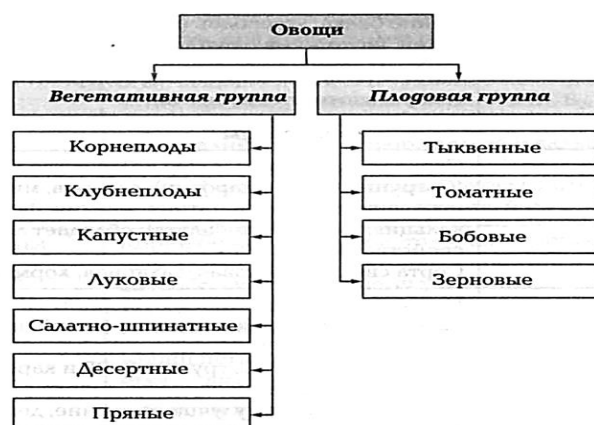 Овощи
Вегетативная группа
Корнеплоды
Клубнеплоды
Капустные
Луковые
Салатно-шпинатные
Десертные
Пряные
Плодовая группа
Тыквенные
Томатные
Бобовые
Зерновые